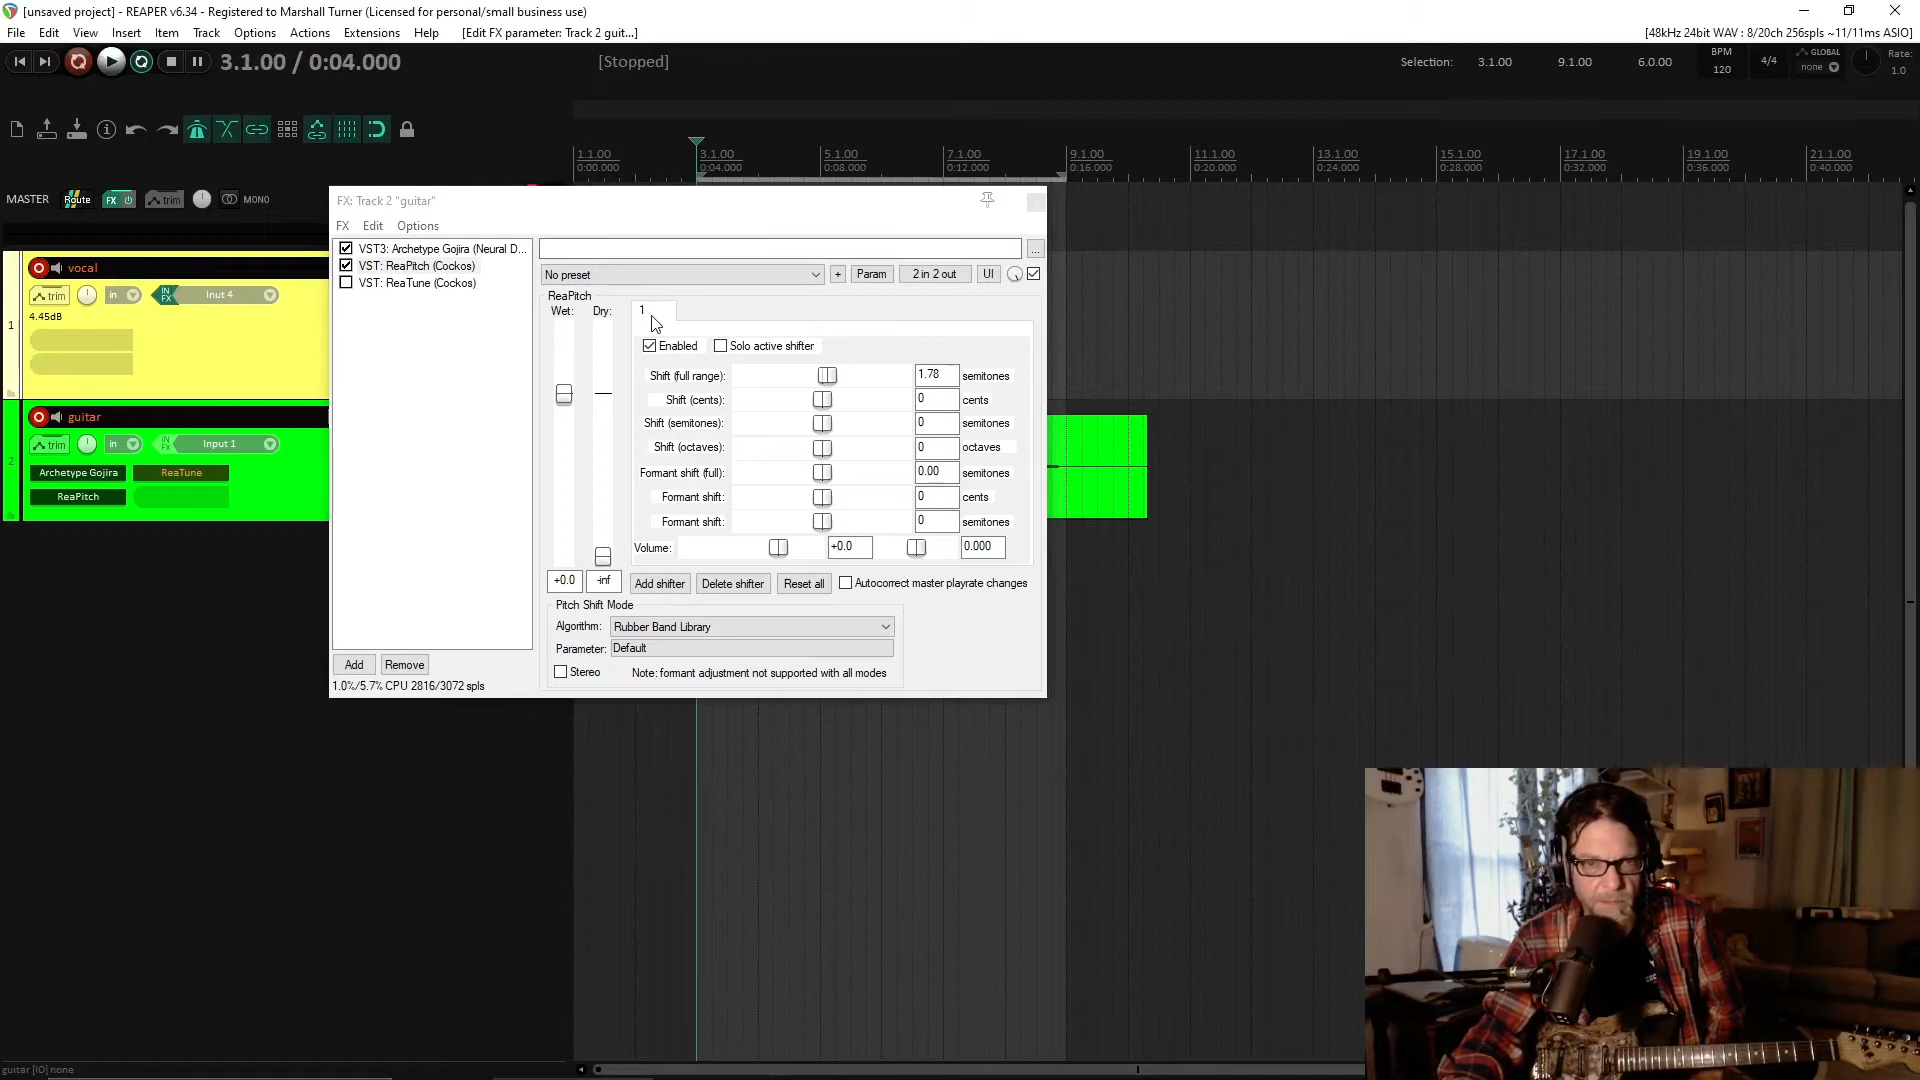 [unsaved project] - REAPER v6.34 - Registered to Marshall Turner (Licensed for personal/small business use)
File Edit View Insert Item Track Options Actions Extensions Help [Edit FX parameter: Track 2 guit...]
[48kHz 24bit WAV : 8/20ch 256spls ~11/11ms ASIO]
3.1.00 / 0:04.000
[Stopped]
Selection: 3.1.00 9.1.00 6.0.00
BPM
120
4/4
GLOBAL
none
Rate:
1.0
1.1.00 3.1.00 5.1.00 7.1.00 9.1.00 11.1.00 13.1.00 15.1.00 17.1.00 19.1.00 21.1.00
0:00.000 0:04.000 0:08.000 0:12.000 0:16.000 0:20.000 0:24.000 0:28.000 0:32.000 0:36.000 0:40.000
MASTER Route FX trim MONO
1
vocal
trim in IN FX Inut 4
4.45dB
2
guitar
trim in IN FX Input 1
Archetype Gojira ReaTune
ReaPitch
FX: Track 2 "guitar"
FX Edit Options
VST3: Archetype Gojira (Neural D...
VST: ReaPitch (Cockos)
VST: ReaTune (Cockos)
...
No preset + Param 2 in 2 out UI
ReaPitch
Wet: Dry: 1
Enabled Solo active shifter
Shift (full range): 1.78 semitones
Shift (cents): 0 cents
Shift (semitones): 0 semitones
Shift (octaves): 0 octaves
Formant shift (full): 0.00 semitones
Formant shift: 0 cents
Formant shift: 0 semitones
Volume: +0.0 0.000
+0.0 -inf Add shifter Delete shifter Reset all Autocorrect master playrate changes
Pitch Shift Mode
Algorithm: Rubber Band Library
Parameter: Default
Stereo Note: formant adjustment not supported with all modes
Add Remove
1.0%/5.7% CPU 2816/3072 spls
guitar [IO] none